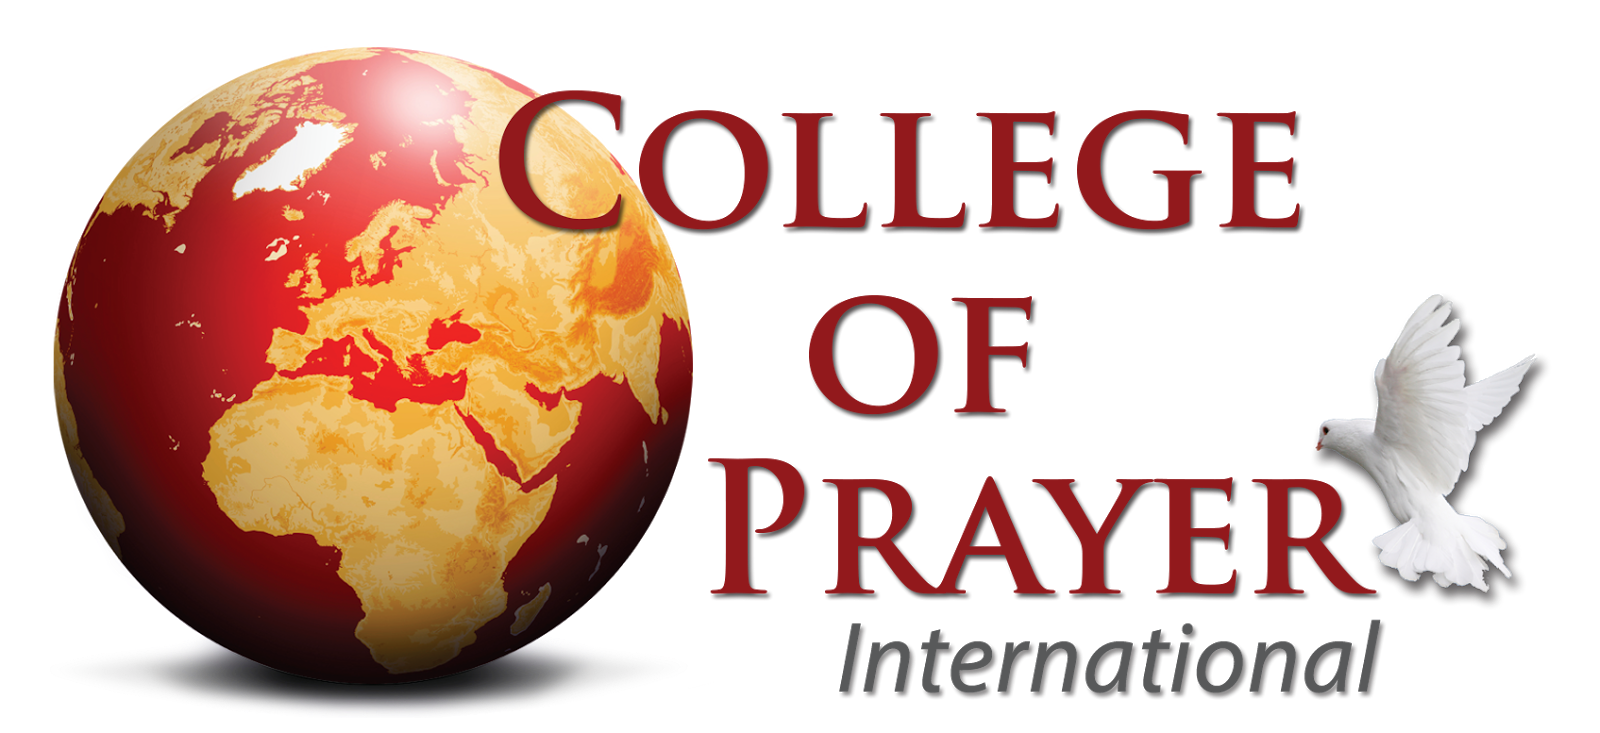 COLLEGE
OF
PRAYER
International